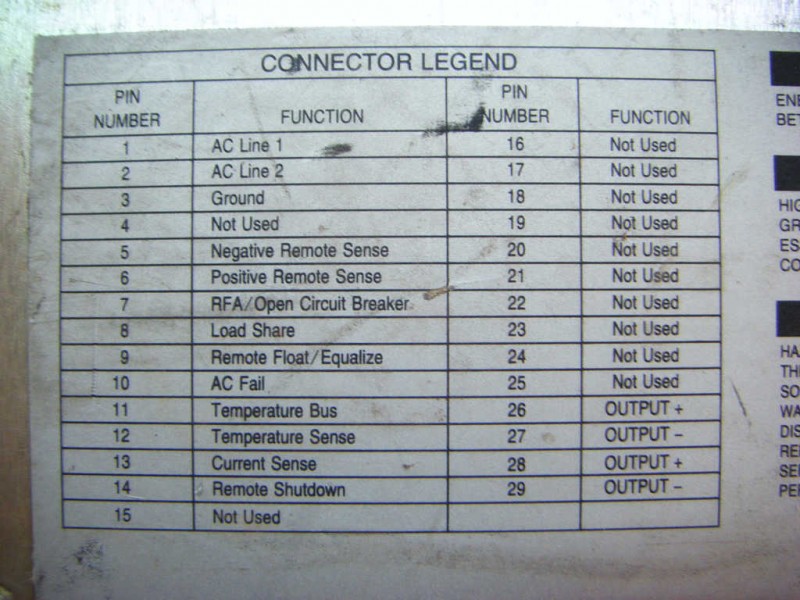 CONNECTOR LEGEND
PIN NUMBER FUNCTION PIN NUMBER FUNCTION
1 AC Line 1 16 Not Used
2 AC Line 2 17 Not Used
3 Ground 18 Not Used
4 Not Used 19 Not Used
5 Negative Remote Sense 20 Not Used
6 Positive Remote Sense 21 Not Used
7 RFA/Open Circuit Breaker 22 Not Used
8 Load Share 23 Not Used
9 Remote Float/Equalize 24 Not Used
10 AC Fail 25 Not Used
11 Temperature Bus 26 OUTPUT +
12 Temperature Sense 27 OUTPUT –
13 Current Sense 28 OUTPUT +
14 Remote Shutdown 29 OUTPUT –
15 Not Used